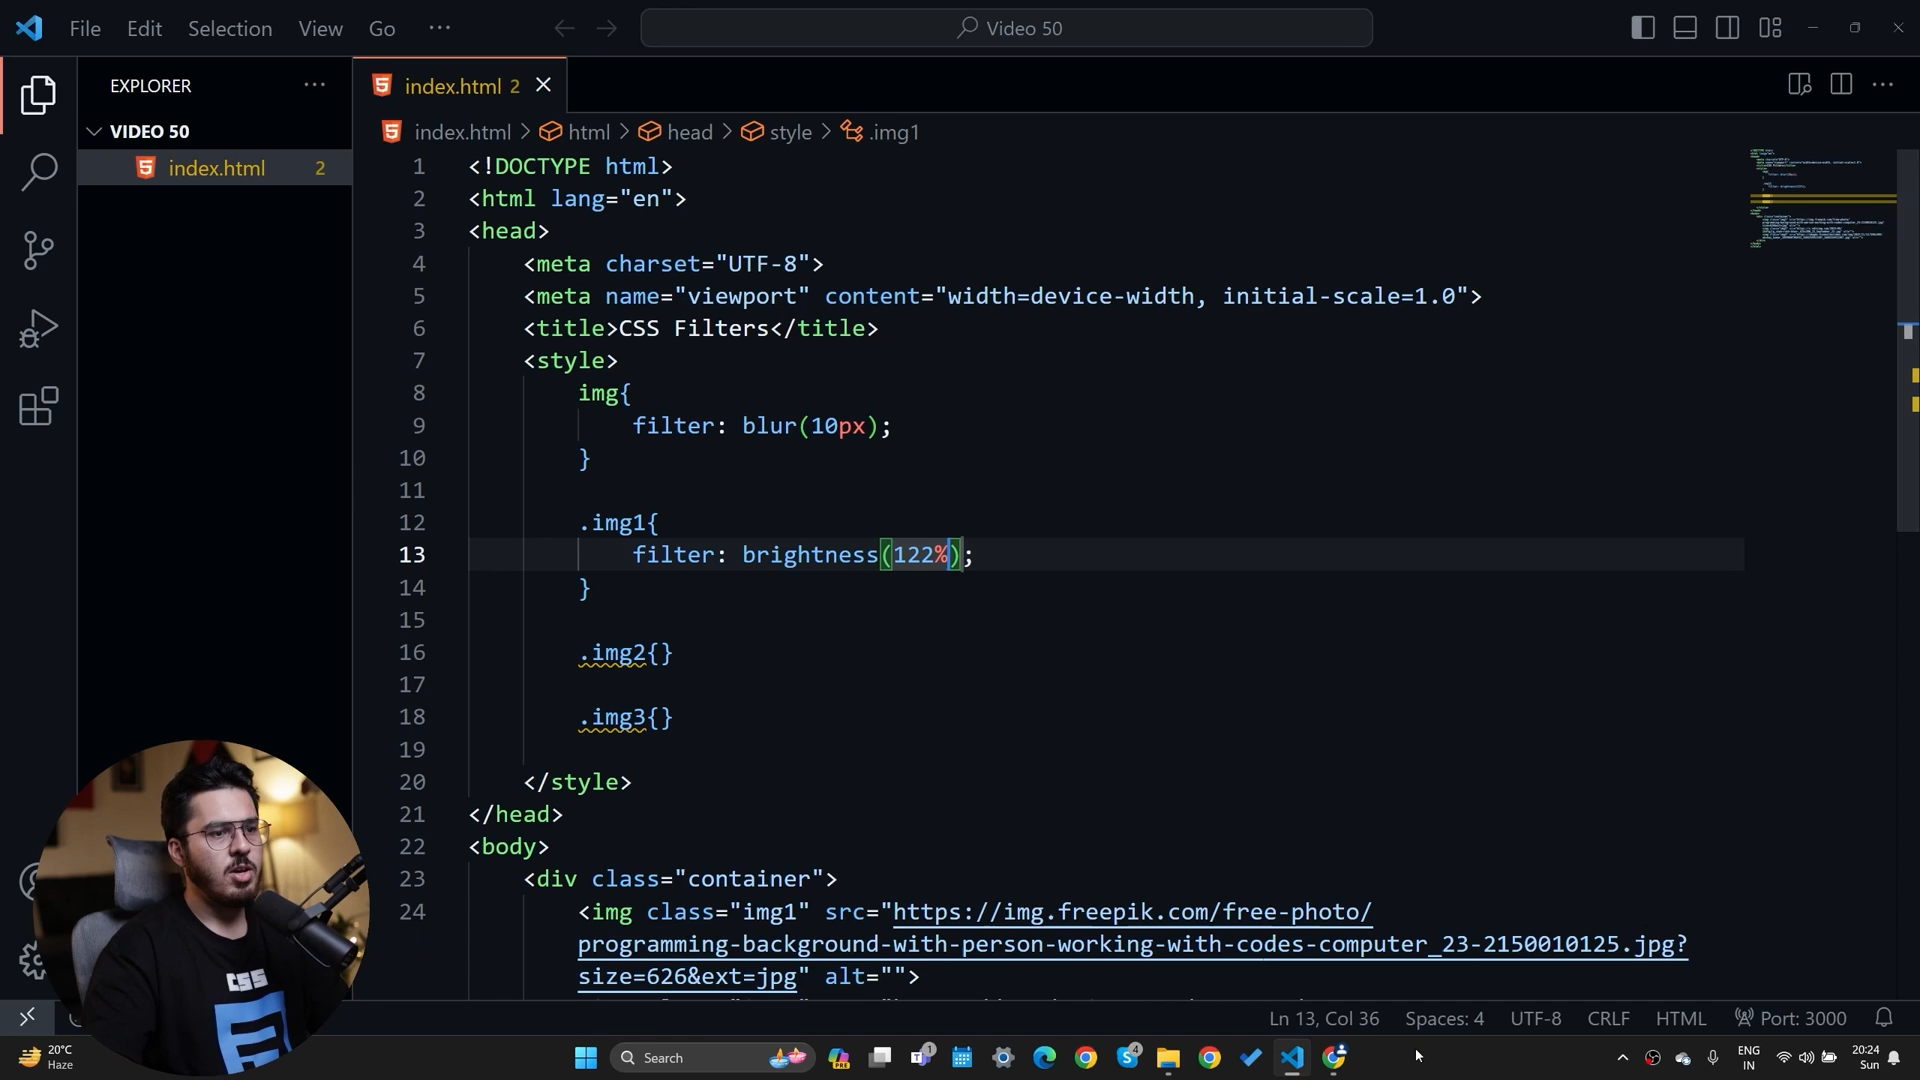 File Edit Selection View Go ··· Video 50
EXPLORER ···
VIDEO 50
index.html 2
index.html 2
index.html > html > head > style > .img1
1 <!DOCTYPE html>
2 <html lang="en">
3 <head>
4 <meta charset="UTF-8">
5 <meta name="viewport" content="width=device-width, initial-scale=1.0">
6 <title>CSS Filters</title>
7 <style>
8 img{
9 filter: blur(10px);
10 }
11
12 .img1{
13 filter: brightness(122%);
14 }
15
16 .img2{}
17
18 .img3{}
19
20 </style>
21 </head>
22 <body>
23 <div class="container">
24 <img class="img1" src="https://img.freepik.com/free-photo/
programming-background-with-person-working-with-codes-computer_23-2150010125.jpg?
size=626&ext=jpg" alt="">
CSS
Ln 13, Col 36 Spaces: 4 UTF-8 CRLF HTML Port: 3000
20°C
Haze
Search
PRE
1
4
ENG
IN
20:24
Sun